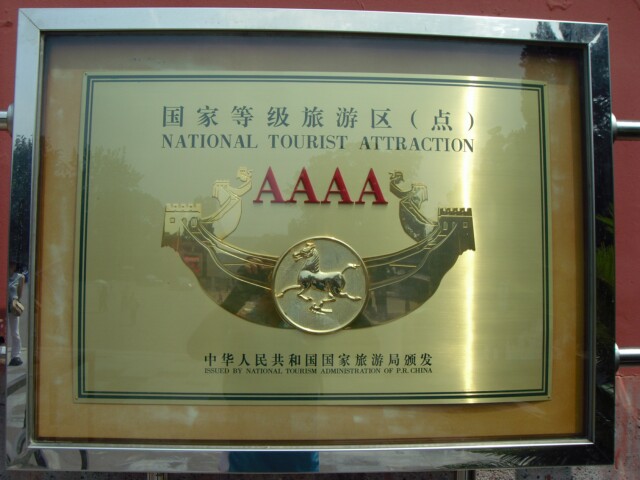 国家等级旅游区（点）
NATIONAL TOURIST ATTRACTION
AAAA
中华人民共和国国家旅游局颁发
ISSUED BY NATIONAL TOURISM ADMINISTRATION OF P.R. CHINA